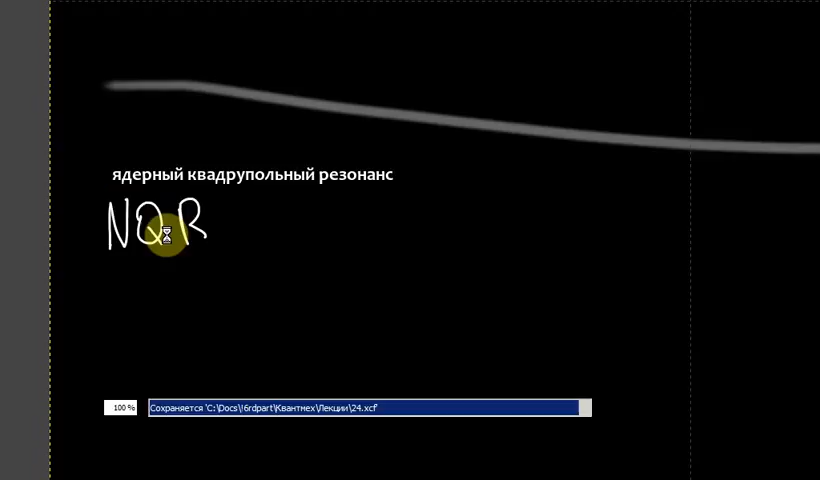 ядерный квадрупольный резонанс
NQR
100 %
Сохраняется 'C:\Docs\!6rdpart\Квантмех\Лекции\24.xcf'